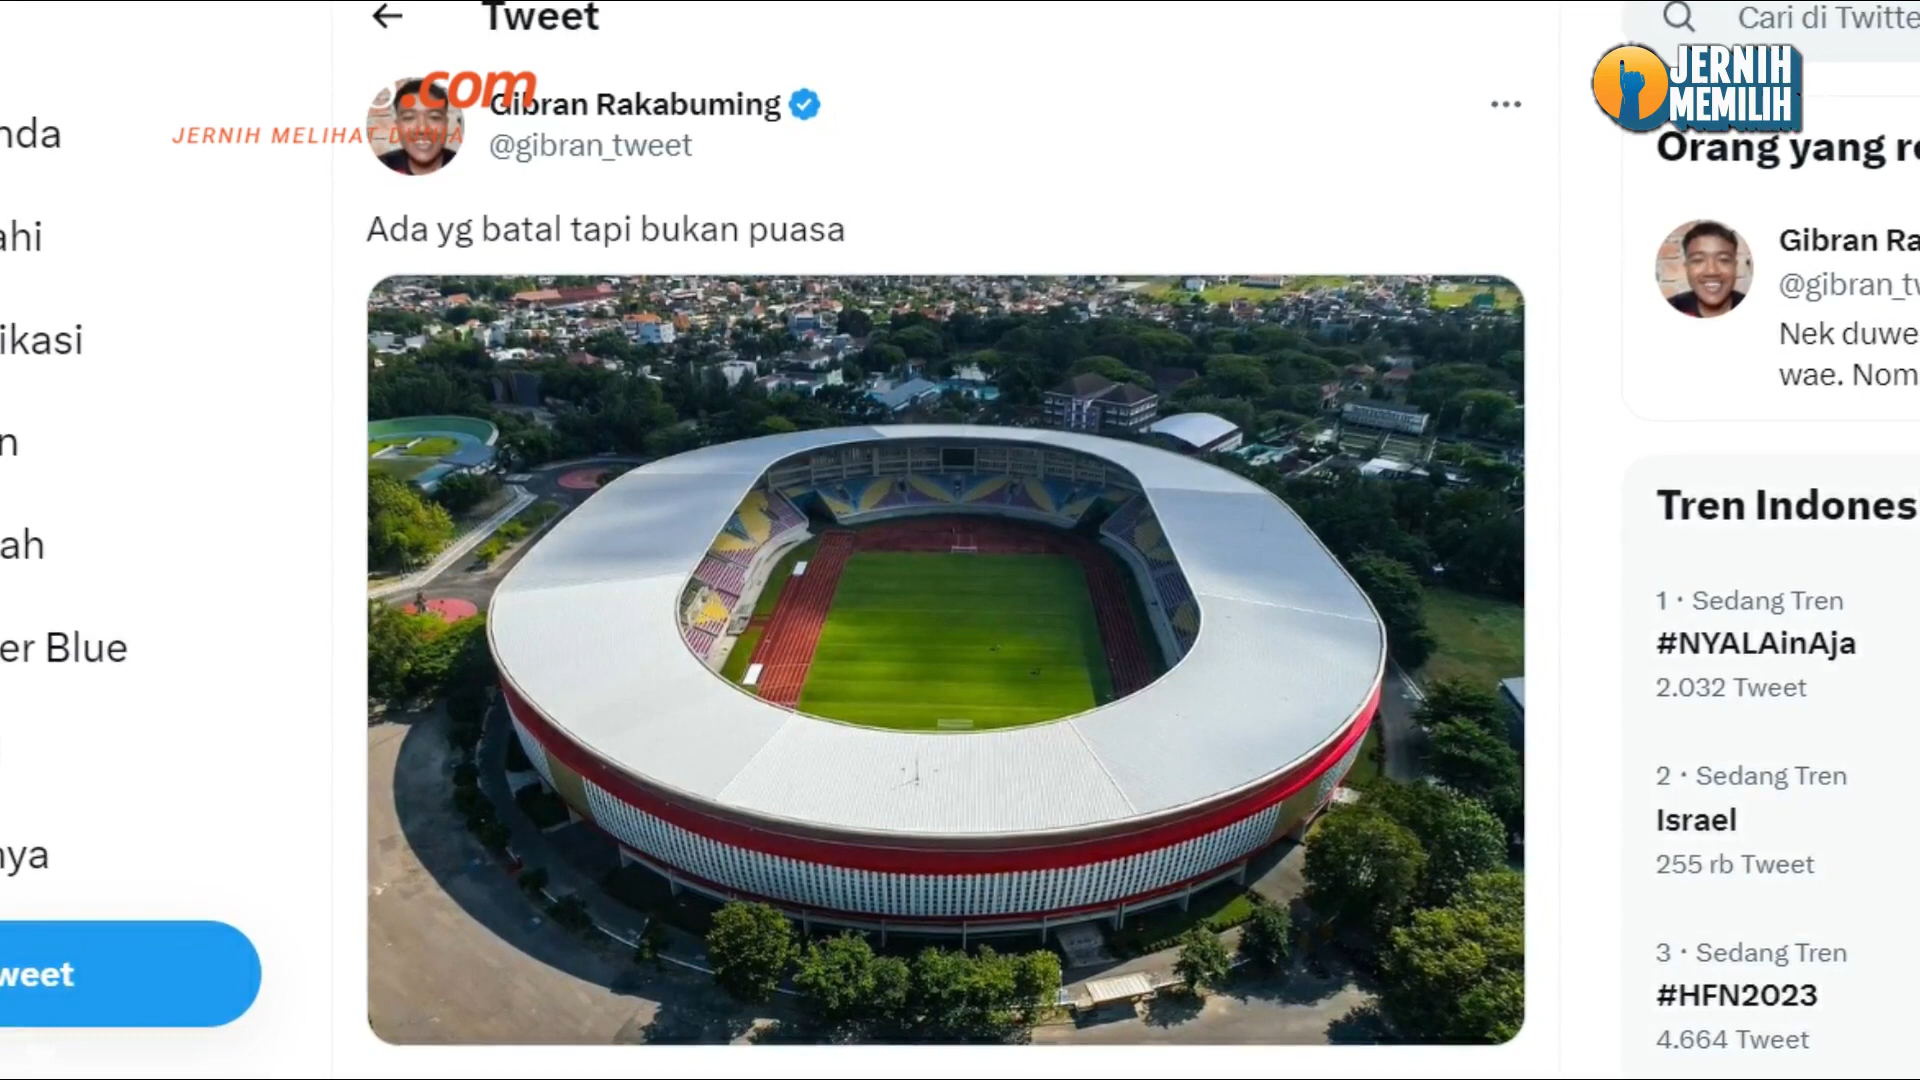 Tweet
.com
JERNIH MELIHAT DUNIA
Gibran Rakabuming
@gibran_tweet
Ada yg batal tapi bukan puasa
nda
ahi
ikasi
n
ah
er Blue
nya
weet
Cari di Twitte
JERNIH
MEMILIH
Orang yang r
Gibran Ra
@gibran_tw
Nek duwe
wae. Nom
Tren Indones
1 · Sedang Tren
#NYALAinAja
2.032 Tweet
2 · Sedang Tren
Israel
255 rb Tweet
3 · Sedang Tren
#HFN2023
4.664 Tweet